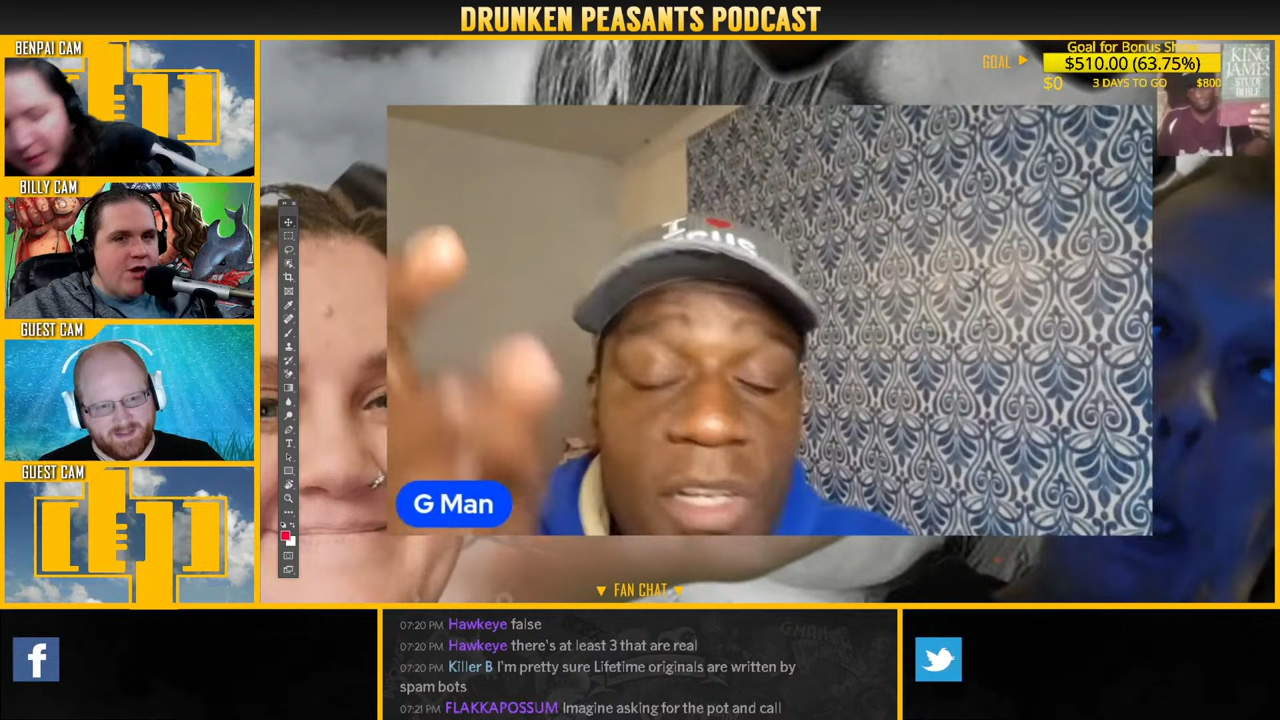 DRUNKEN PEASANTS PODCAST
BENPAI CAM
BILLY CAM
GUEST CAM
GUEST CAM
Goal for Bonus
GOAL
$510.00 (63.75%)
$0
3 DAYS TO GO
$800
KING
JAMES
STUDY
BIBLE
I
G Man
FAN CHAT
07:20 PM Hawkeye false
07:20 PM Hawkeye there's at least 3 that are real
07:20 PM Killer B I'm pretty sure Lifetime originals are written by
spam bots
07:21 PM FLAKKAPOSSUM Imagine asking for the pot and call